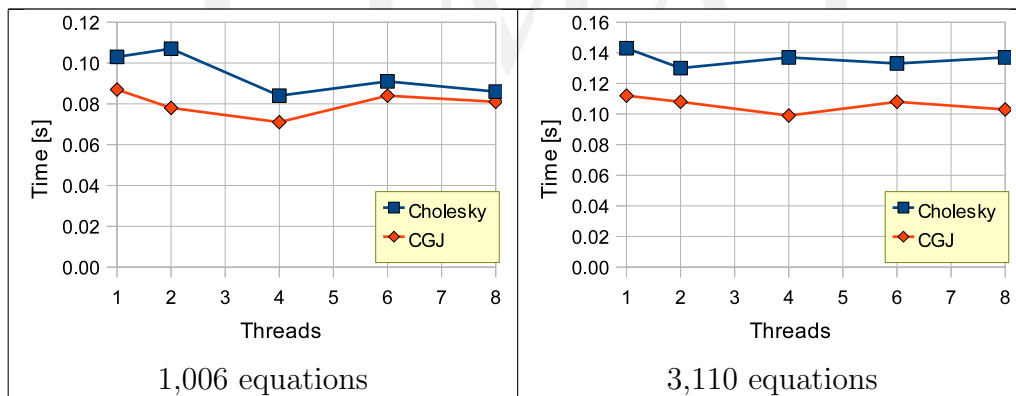 0.12
0.10
0.08
0.06
0.04
0.02
0.00
Time [s]
Cholesky
CGJ
1 2 3 4 5 6 7 8
Threads
1,006 equations
0.16
0.14
0.12
0.10
0.08
0.06
0.04
0.02
0.00
Time [s]
Cholesky
CGJ
1 2 3 4 5 6 7 8
Threads
3,110 equations